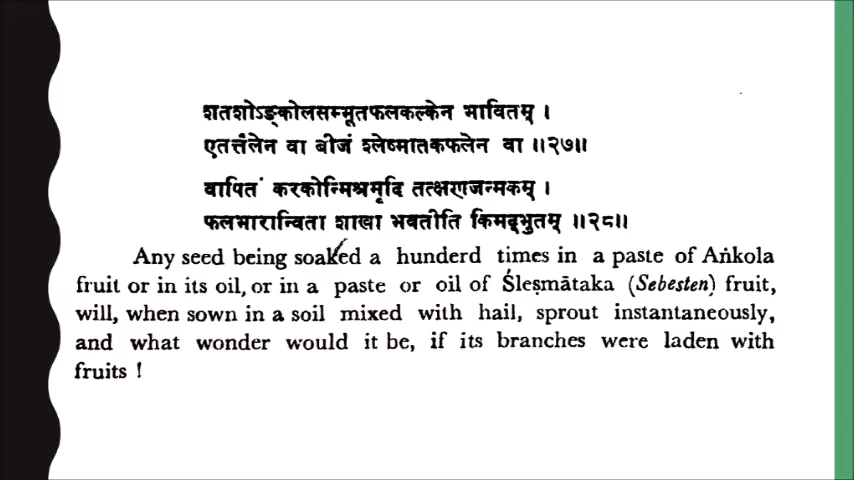 शतशोऽङ्कोलसम्भूतफलकल्केन भावितम् ।
एतत्तैलेन वा बीजं श्लेष्मातकफलेन वा ॥२७॥
वापितं करकोन्मिश्रमृदि तत्क्षणजन्मकम् ।
फलभारान्विता शाखा भवतीति किमद्भुतम् ॥२८॥
Any seed being soaked a hunderd times in a paste of Aṅkola
fruit or in its oil, or in a paste or oil of Śleṣmātaka (Sebesten) fruit,
will, when sown in a soil mixed with hail, sprout instantaneously,
and what wonder would it be, if its branches were laden with
fruits !